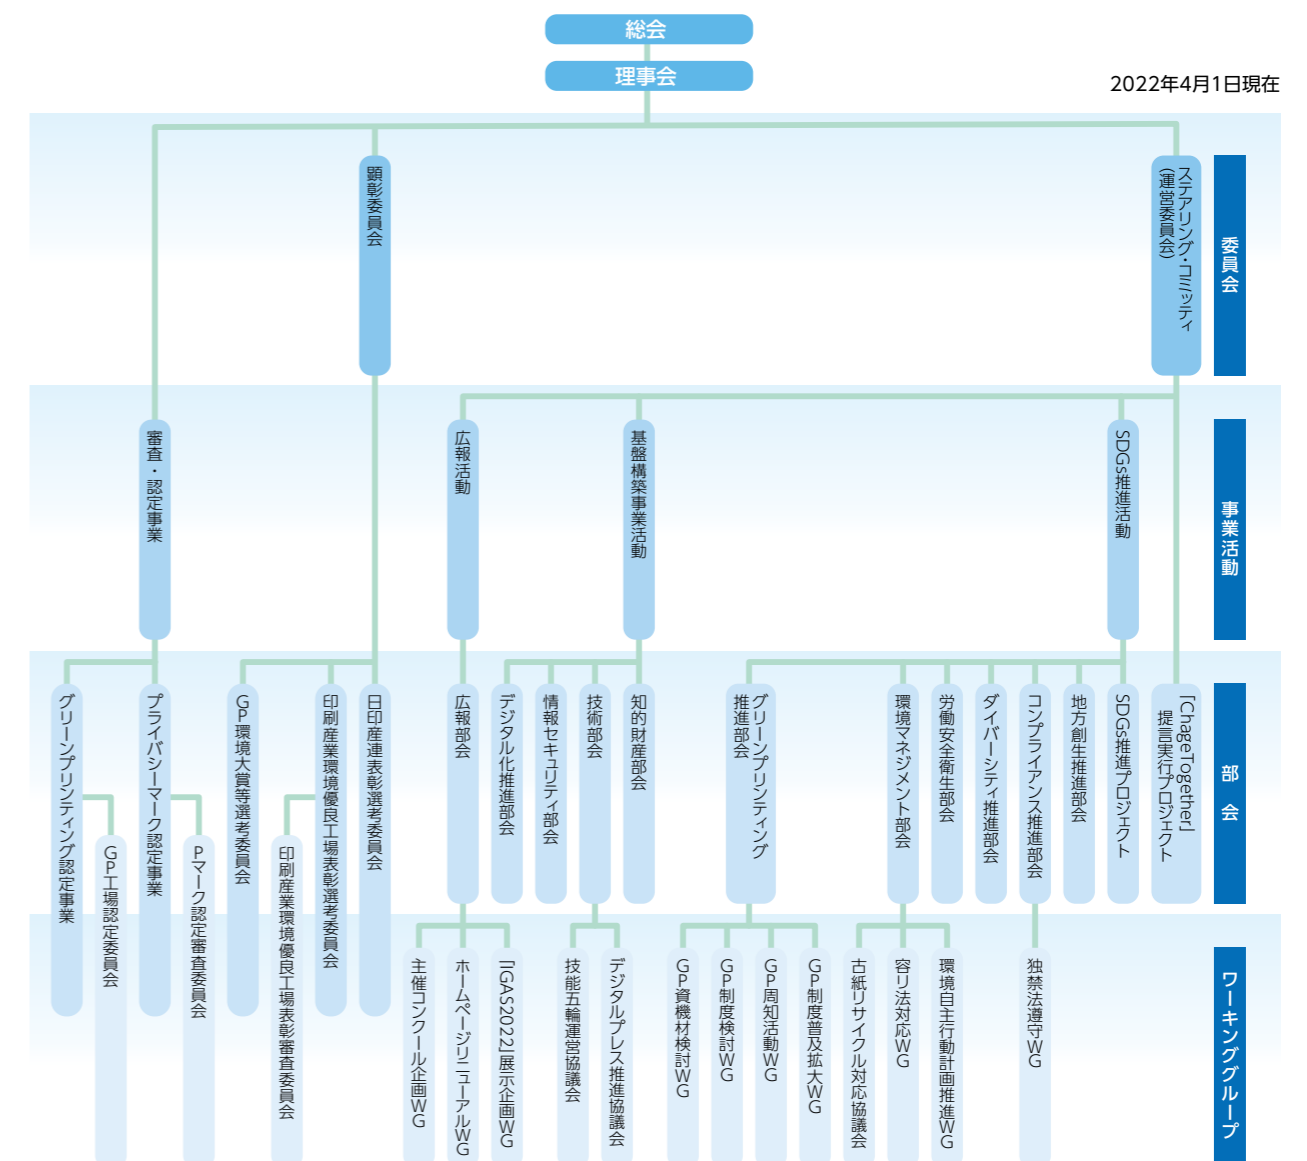 総会
理事会
2022年4月1日現在
委員会
ステアリング・コミッティ
(運営委員会)
顕彰委員会
事業活動
SDGs推進活動
基盤構築事業活動
広報活動
審査・認定事業
部会
「ChageTogether」
提言実行プロジェクト
SDGs推進プロジェクト
地方創生推進部会
コンプライアンス推進部会
ダイバーシティ推進部会
労働安全衛生部会
環境マネジメント部会
グリーンプリンティング
推進部会
知的財産部会
技術部会
情報セキュリティ部会
デジタル化推進部会
広報部会
日印産連表彰選考委員会
印刷産業環境優良工場表彰選考委員会
印刷産業環境優良工場表彰審査委員会
GP環境大賞等選考委員会
Pマーク認定審査委員会
プライバシーマーク認定事業
GP工場認定委員会
グリーンプリンティング認定事業
ワーキンググループ
独禁法遵守WG
環境自主行動計画推進WG
容リ法対応WG
古紙リサイクル対応協議会
GP制度普及拡大WG
GP周知活動WG
GP制度検討WG
GP資機材検討WG
デジタルプレス推進協議会
技能五輪運営協議会
「IGAS2022」展示企画WG
ホームページリニューアルWG
主催コンクール企画WG